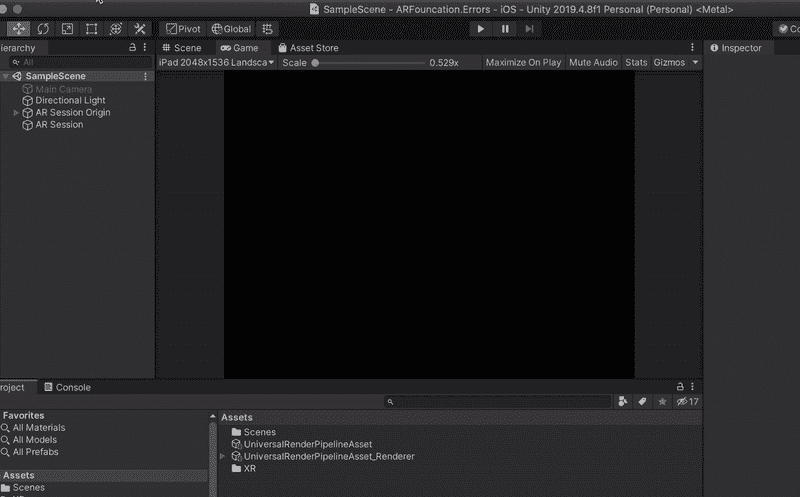 SampleScene - ARFouncation.Errors - iOS - Unity 2019.4.8f1 Personal (Personal) <Metal>
Pivot Global
ierarchy
Scene Game Asset Store
Inspector
All
iPad 2048x1536 Landsca Scale 0.529x Maximize On Play Mute Audio Stats Gizmos
SampleScene
Main Camera
Directional Light
AR Session Origin
AR Session
Co
roject Console
17
Favorites
All Materials
All Models
All Prefabs
Assets
Scenes
XR
Assets
Scenes
UniversalRenderPipelineAsset
UniversalRenderPipelineAsset_Renderer
XR